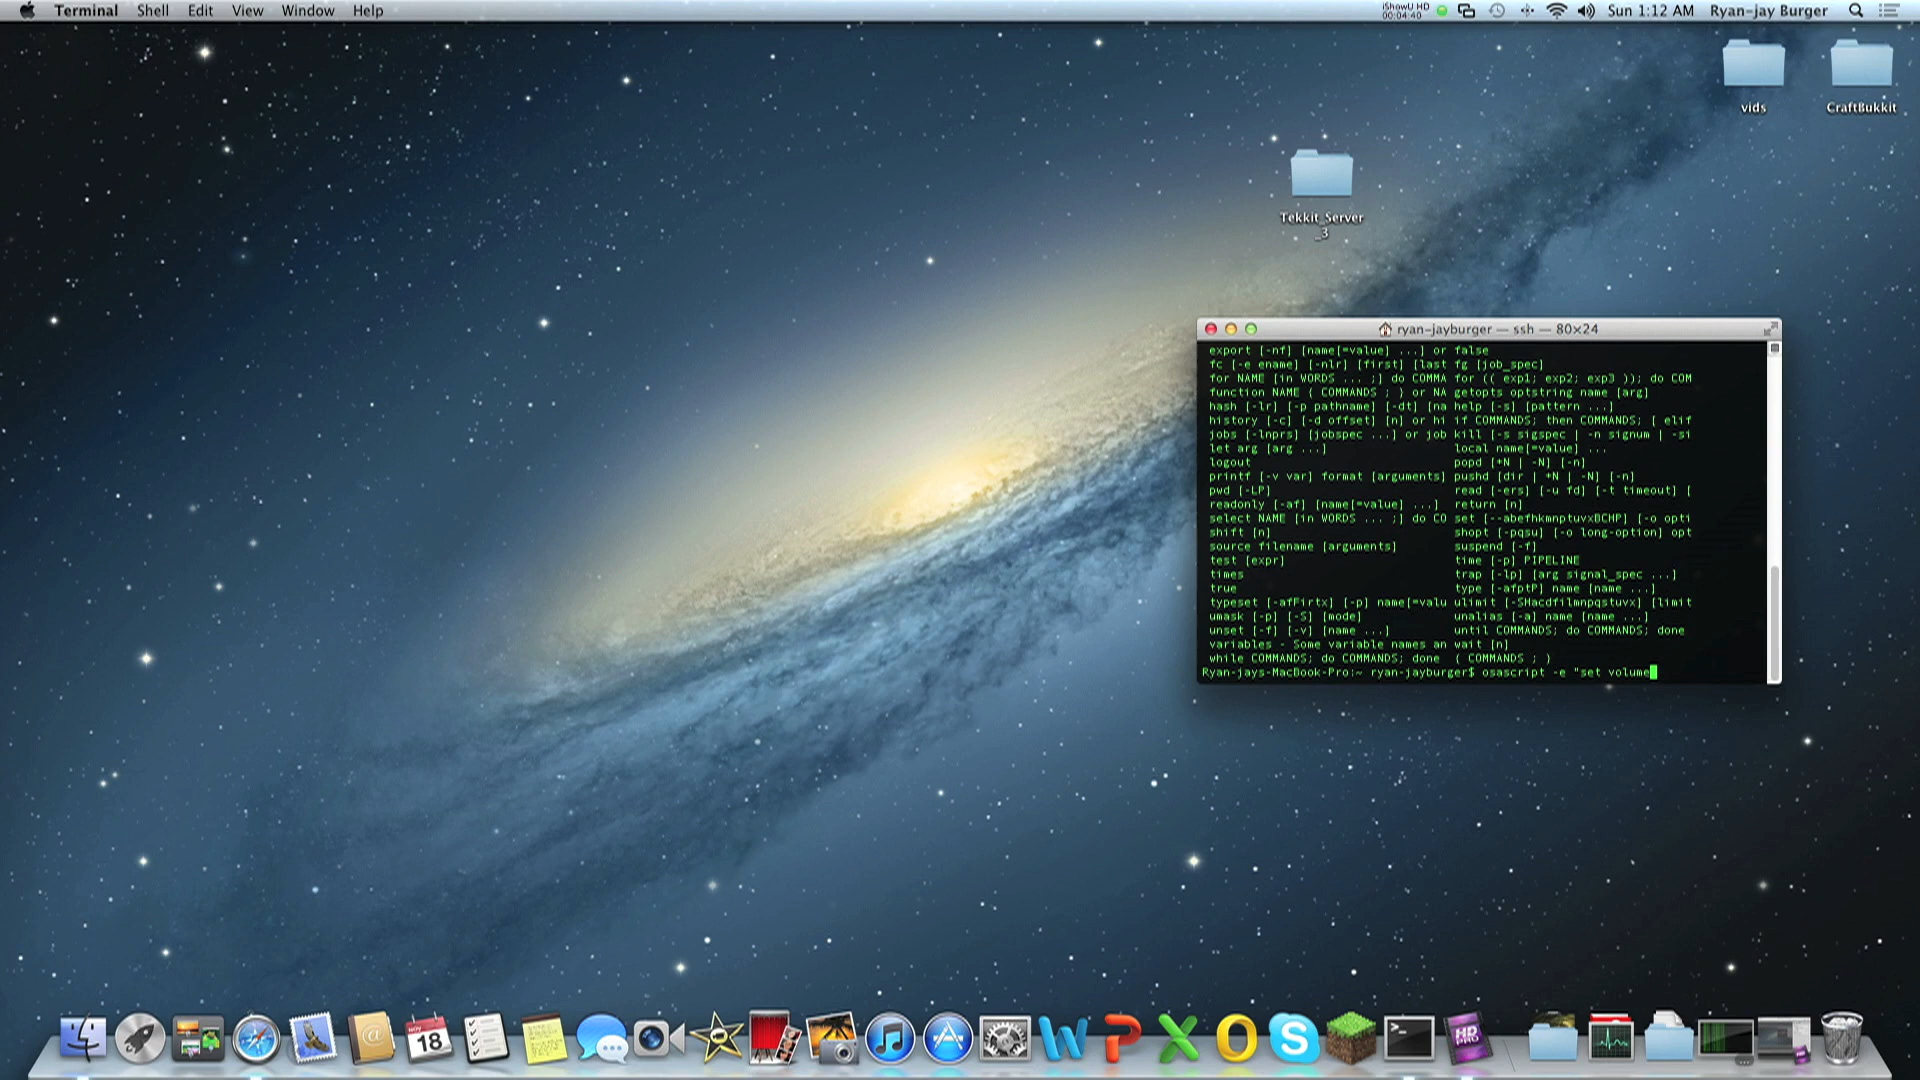 Terminal Shell Edit View Window Help
iShowU HD
00:04:40
Sun 1:12 AM Ryan-jay Burger
vids
CraftBukkit
Tekkit_Server
_3
ryan-jayburger — ssh — 80×24
export [-nf] [name[=value] ...] or false
fc [-e ename] [-nlr] [first] [last fg [job_spec]
for NAME [in WORDS ... ;] do COMMA for (( exp1; exp2; exp3 )); do COM
function NAME { COMMANDS ; } or NA getopts optstring name [arg]
hash [-lr] [-p pathname] [-dt] [na help [-s] [pattern ...]
history [-c] [-d offset] [n] or hi if COMMANDS; then COMMANDS; [ elif
jobs [-lnprs] [jobspec ...] or job kill [-s sigspec | -n signum | -si
let arg [arg ...] local name[=value] ...
logout popd [+N | -N] [-n]
printf [-v var] format [arguments] pushd [dir | +N | -N] [-n]
pwd [-LP] read [-ers] [-u fd] [-t timeout] [
readonly [-af] [name[=value] ...] return [n]
select NAME [in WORDS ... ;] do CO set [--abefhkmnptuvxBCHP] [-o opti
shift [n] shopt [-pqsu] [-o long-option] opt
source filename [arguments] suspend [-f]
test [expr] time [-p] PIPELINE
times trap [-lp] [arg signal_spec ...]
true type [-afptP] name [name ...]
typeset [-afFirtx] [-p] name[=valu ulimit [-SHacdfilmnpqstuvx] [limit
umask [-p] [-S] [mode] unalias [-a] name [name ...]
unset [-f] [-v] [name ...] until COMMANDS; do COMMANDS; done
variables - Some variable names an wait [n]
while COMMANDS; do COMMANDS; done { COMMANDS ; }
Ryan-jays-MacBook-Pro:~ ryan-jayburger$ osascript -e "set volume
NOV
18
HD
PRO